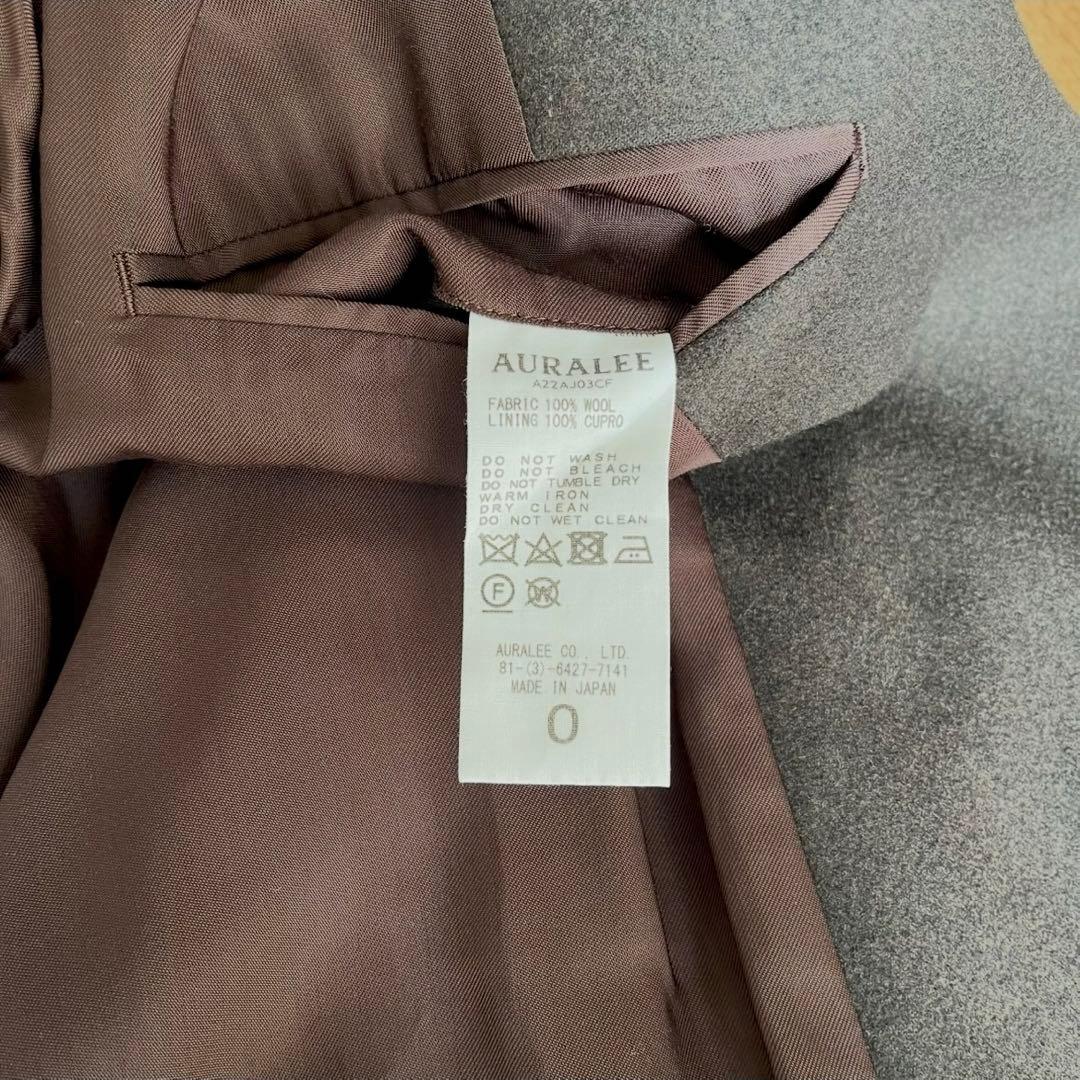 AURALEE
A22AJ03CF
FABRIC 100% WOOL
LINING 100% CUPRO
DO NOT WASH
DO NOT BLEACH
DO NOT TUMBLE DRY
WARM IRON
DRY CLEAN
DO NOT WET CLEAN
F W
AURALEE CO., LTD.
81-(3)-6427-7141
MADE IN JAPAN
0